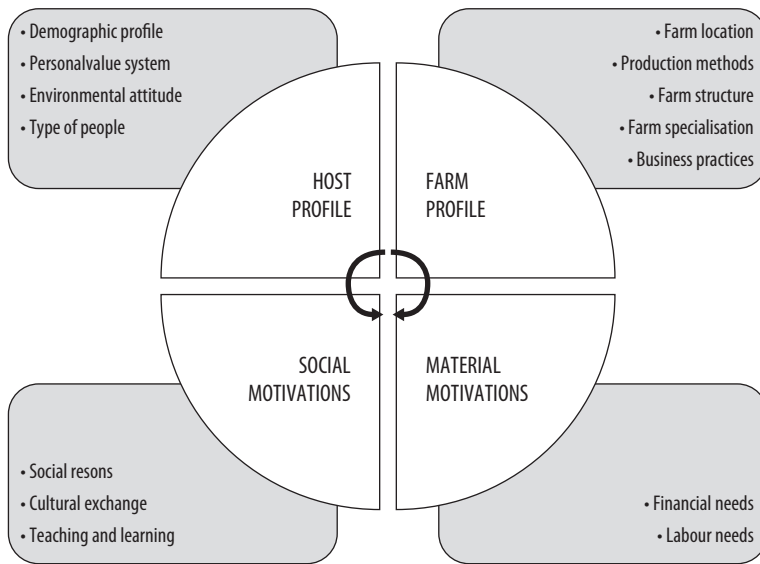 • Demographic profile
• Personalvalue system
• Environmental attitude
• Type of people
• Farm location
• Production methods
• Farm structure
• Farm specialisation
• Business practices
HOST
PROFILE
FARM
PROFILE
SOCIAL
MOTIVATIONS
MATERIAL
MOTIVATIONS
• Social resons
• Cultural exchange
• Teaching and learning
• Financial needs
• Labour needs